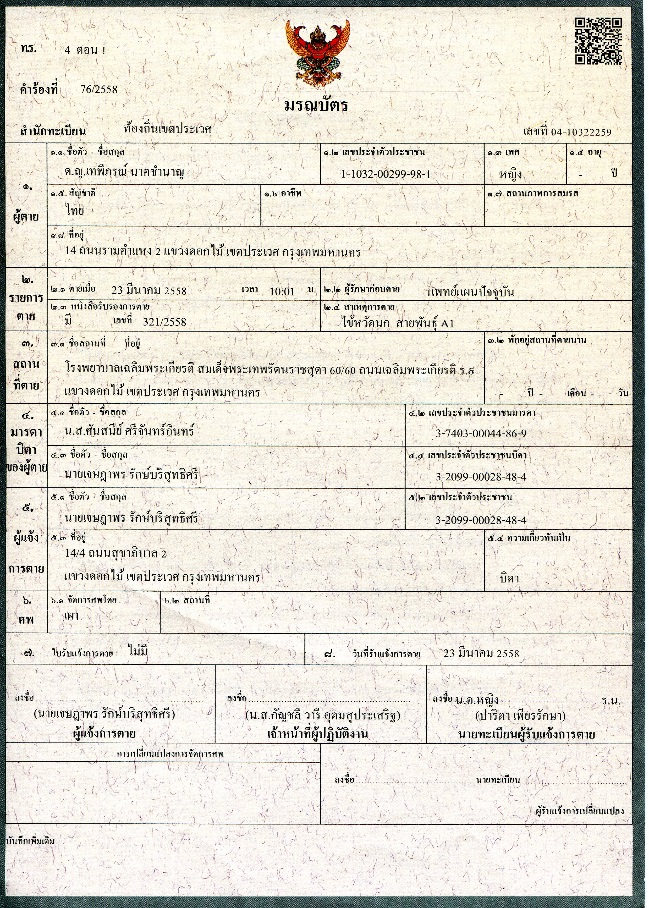 ทร. 4 ตอน 1
คำร้องที่ 76/2558
มรณบัตร
สำนักทะเบียน ท้องถิ่นเขตประเวศ เลขที่ 04-10322259
๑. ผู้ตาย
๑.๑ ชื่อตัว - ชื่อสกุล ๑.๒ เลขประจำตัวประชาชน ๑.๓ เพศ ๑.๔ อายุ
ด.ญ.เทพีภรณ์ นาคชำนาญ 1-1032-00299-98-1 หญิง - ปี
๑.๕ สัญชาติ ๑.๖ อาชีพ ๑.๗ สถานภาพการสมรส
ไทย
๑.๘ ที่อยู่
14 ถนนรามคำแหง 2 แขวงดอกไม้ เขตประเวศ กรุงเทพมหานคร
๒. รายการตาย
๒.๑ ตายเมื่อ 23 มีนาคม 2558 เวลา 10:01 น. ๒.๒ ผู้รักษาก่อนตาย แพทย์แผนปัจจุบัน
๒.๓ หนังสือรับรองการตาย ๒.๔ สาเหตุการตาย
มี เลขที่ 321/2558 ไข้หวัดนก สายพันธุ์ A1
๓. สถานที่ตาย
๓.๑ ชื่อสถานที่ ที่อยู่ ๓.๒ พักอยู่สถานที่ตายนาน
โรงพยาบาลเฉลิมพระเกียรติ สมเด็จพระเทพรัตนราชสุดา 60/60 ถนนเฉลิมพระเกียรติ ร.๕
แขวงดอกไม้ เขตประเวศ กรุงเทพมหานคร - ปี - เดือน - วัน
๔. มารดา ปิดา ของผู้ตาย
๔.๑ ชื่อตัว - ชื่อสกุล ๔.๒ เลขประจำตัวประชาชนมารดา
น.ส.ศันสนีย์ ศรีจันทร์อินทร์ 3-7403-00044-86-9
๔.๓ ชื่อตัว - ชื่อสกุล ๔.๔ เลขประจำตัวประชาชนบิดา
นายเจษฎาพร รักษ์บริสุทธิศรี 3-2099-00028-48-4
๕. ผู้แจ้งการตาย
๕.๑ ชื่อตัว - ชื่อสกุล ๕.๒ เลขประจำตัวประชาชน
นายเจษฎาพร รักษ์บริสุทธิศรี 3-2099-00028-48-4
๕.๓ ที่อยู่ ๕.๔ ความเกี่ยวพันเป็น
14/4 ถนนสุขาภิบาล 2
แขวงดอกไม้ เขตประเวศ กรุงเทพมหานคร บิดา
๖. ศพ
๖.๑ จัดการศพโดย ๖.๒ สถานที่
เผา
๗. ใบรับแจ้งการตาย ไม่มี ๘. วันที่รับแจ้งการตาย 23 มีนาคม 2558
ลงชื่อ ลงชื่อ ลงชื่อ น.ต.หญิง ร.น.
(นายเจษฎาพร รักษ์บริสุทธิศรี) (น.ส.กัญชลี วารี อุดมสุประเสริฐ) (ปาริตา เพียรรักษา)
ผู้แจ้งการตาย เจ้าหน้าที่ผู้ปฏิบัติงาน นายทะเบียนผู้รับแจ้งการตาย
การเปลี่ยนแปลงการจัดการศพ
ลงชื่อ นายทะเบียน
ผู้รับแจ้งการเปลี่ยนแปลง
บันทึกเพิ่มเติม